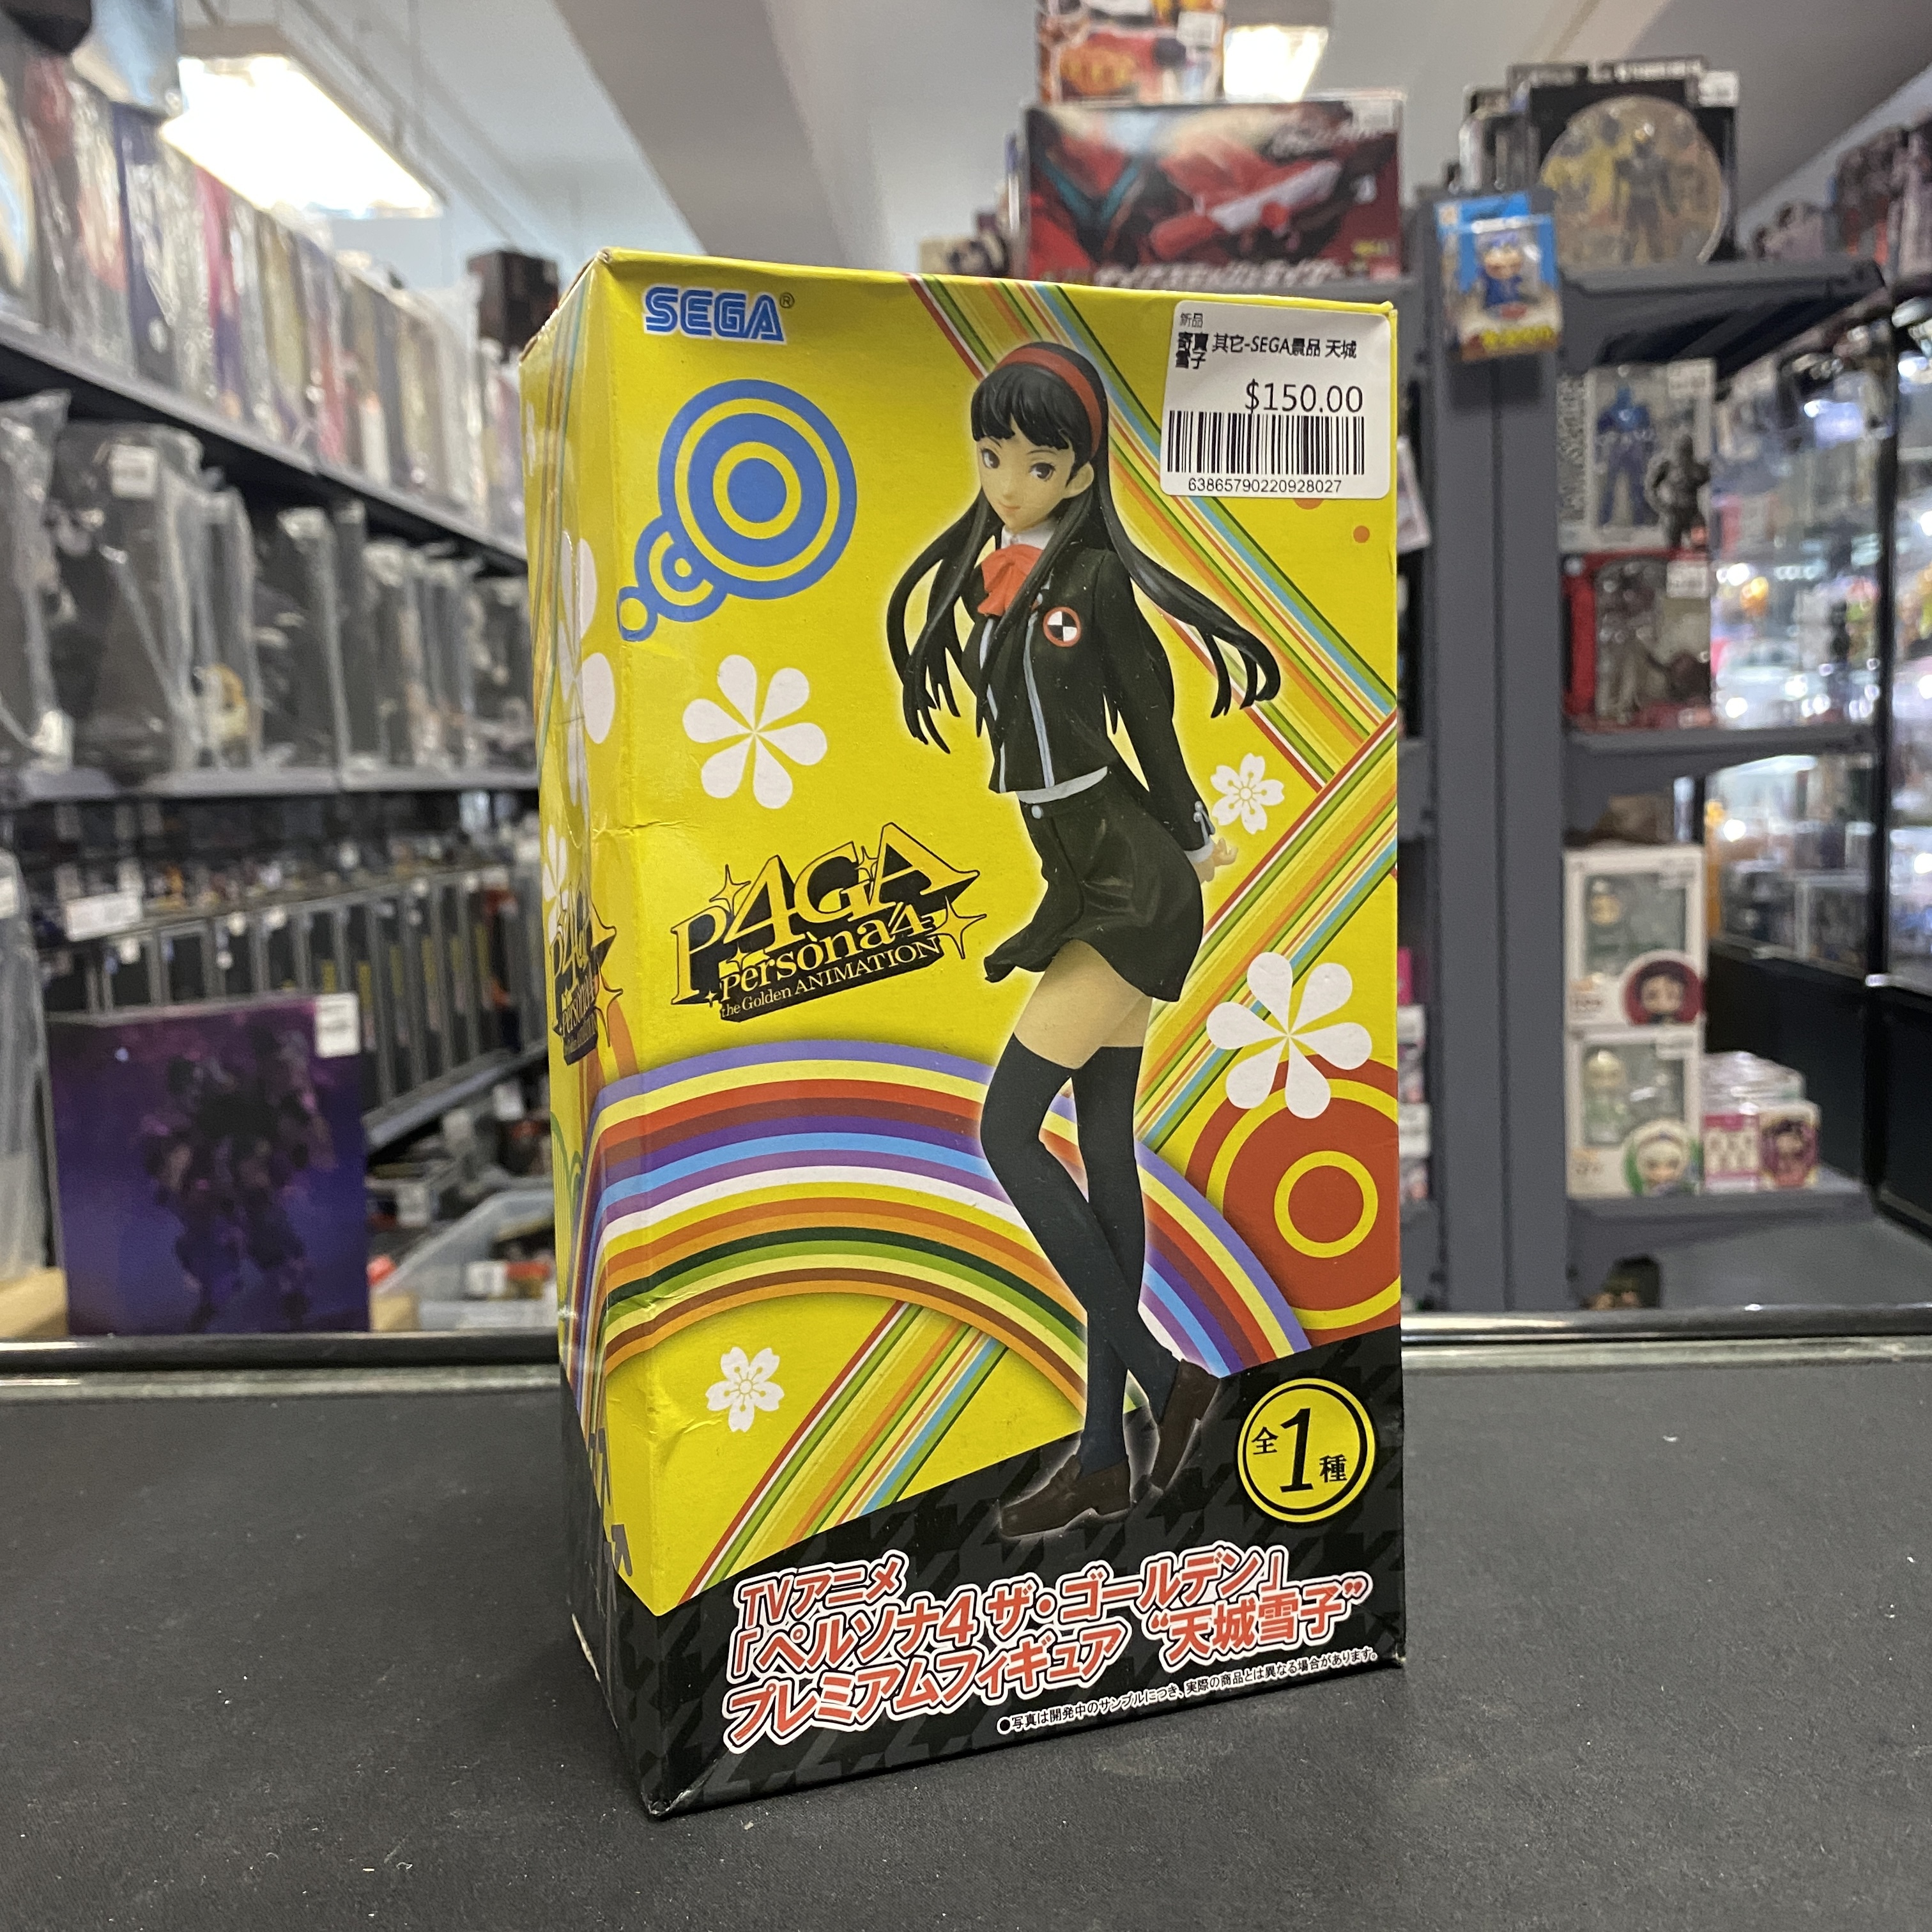 SEGA®
新品
寄賣 其它-SEGA景品 天城
雪子
$150.00
63865790220928027
P4GA
Persona4
the Golden ANIMATION
全1種
TVアニメ
「ペルソナ4 ザ・ゴールデン」
プレミアムフィギュア “天城雪子”
●写真は開発中のサンプルにつき、実際の商品とは異なる場合があります。